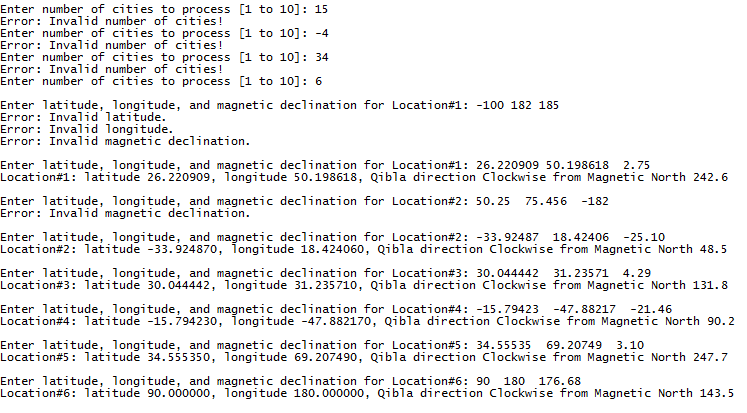 Enter number of cities to process [1 to 10]: 15
Error: Invalid number of cities!
Enter number of cities to process [1 to 10]: -4
Error: Invalid number of cities!
Enter number of cities to process [1 to 10]: 34
Error: Invalid number of cities!
Enter number of cities to process [1 to 10]: 6
Enter latitude, longitude, and magnetic declination for Location#1: -100 182 185
Error: Invalid latitude.
Error: Invalid longitude.
Error: Invalid magnetic declination.
Enter latitude, longitude, and magnetic declination for Location#1: 26.220909 50.198618  2.75
Location#1: latitude 26.220909, longitude 50.198618, Qibla direction Clockwise from Magnetic North 242.6
Enter latitude, longitude, and magnetic declination for Location#2: 50.25  75.456  -182
Error: Invalid magnetic declination.
Enter latitude, longitude, and magnetic declination for Location#2: -33.92487  18.42406  -25.10
Location#2: latitude -33.924870, longitude 18.424060, Qibla direction Clockwise from Magnetic North 48.5
Enter latitude, longitude, and magnetic declination for Location#3: 30.044442  31.23571  4.29
Location#3: latitude 30.044442, longitude 31.235710, Qibla direction Clockwise from Magnetic North 131.8
Enter latitude, longitude, and magnetic declination for Location#4: -15.79423  -47.88217  -21.46
Location#4: latitude -15.794230, longitude -47.882170, Qibla direction Clockwise from Magnetic North 90.2
Enter latitude, longitude, and magnetic declination for Location#5: 34.55535  69.20749  3.10
Location#5: latitude 34.555350, longitude 69.207490, Qibla direction Clockwise from Magnetic North 247.7
Enter latitude, longitude, and magnetic declination for Location#6: 90  180  176.68
Location#6: latitude 90.000000, longitude 180.000000, Qibla direction Clockwise from Magnetic North 143.5